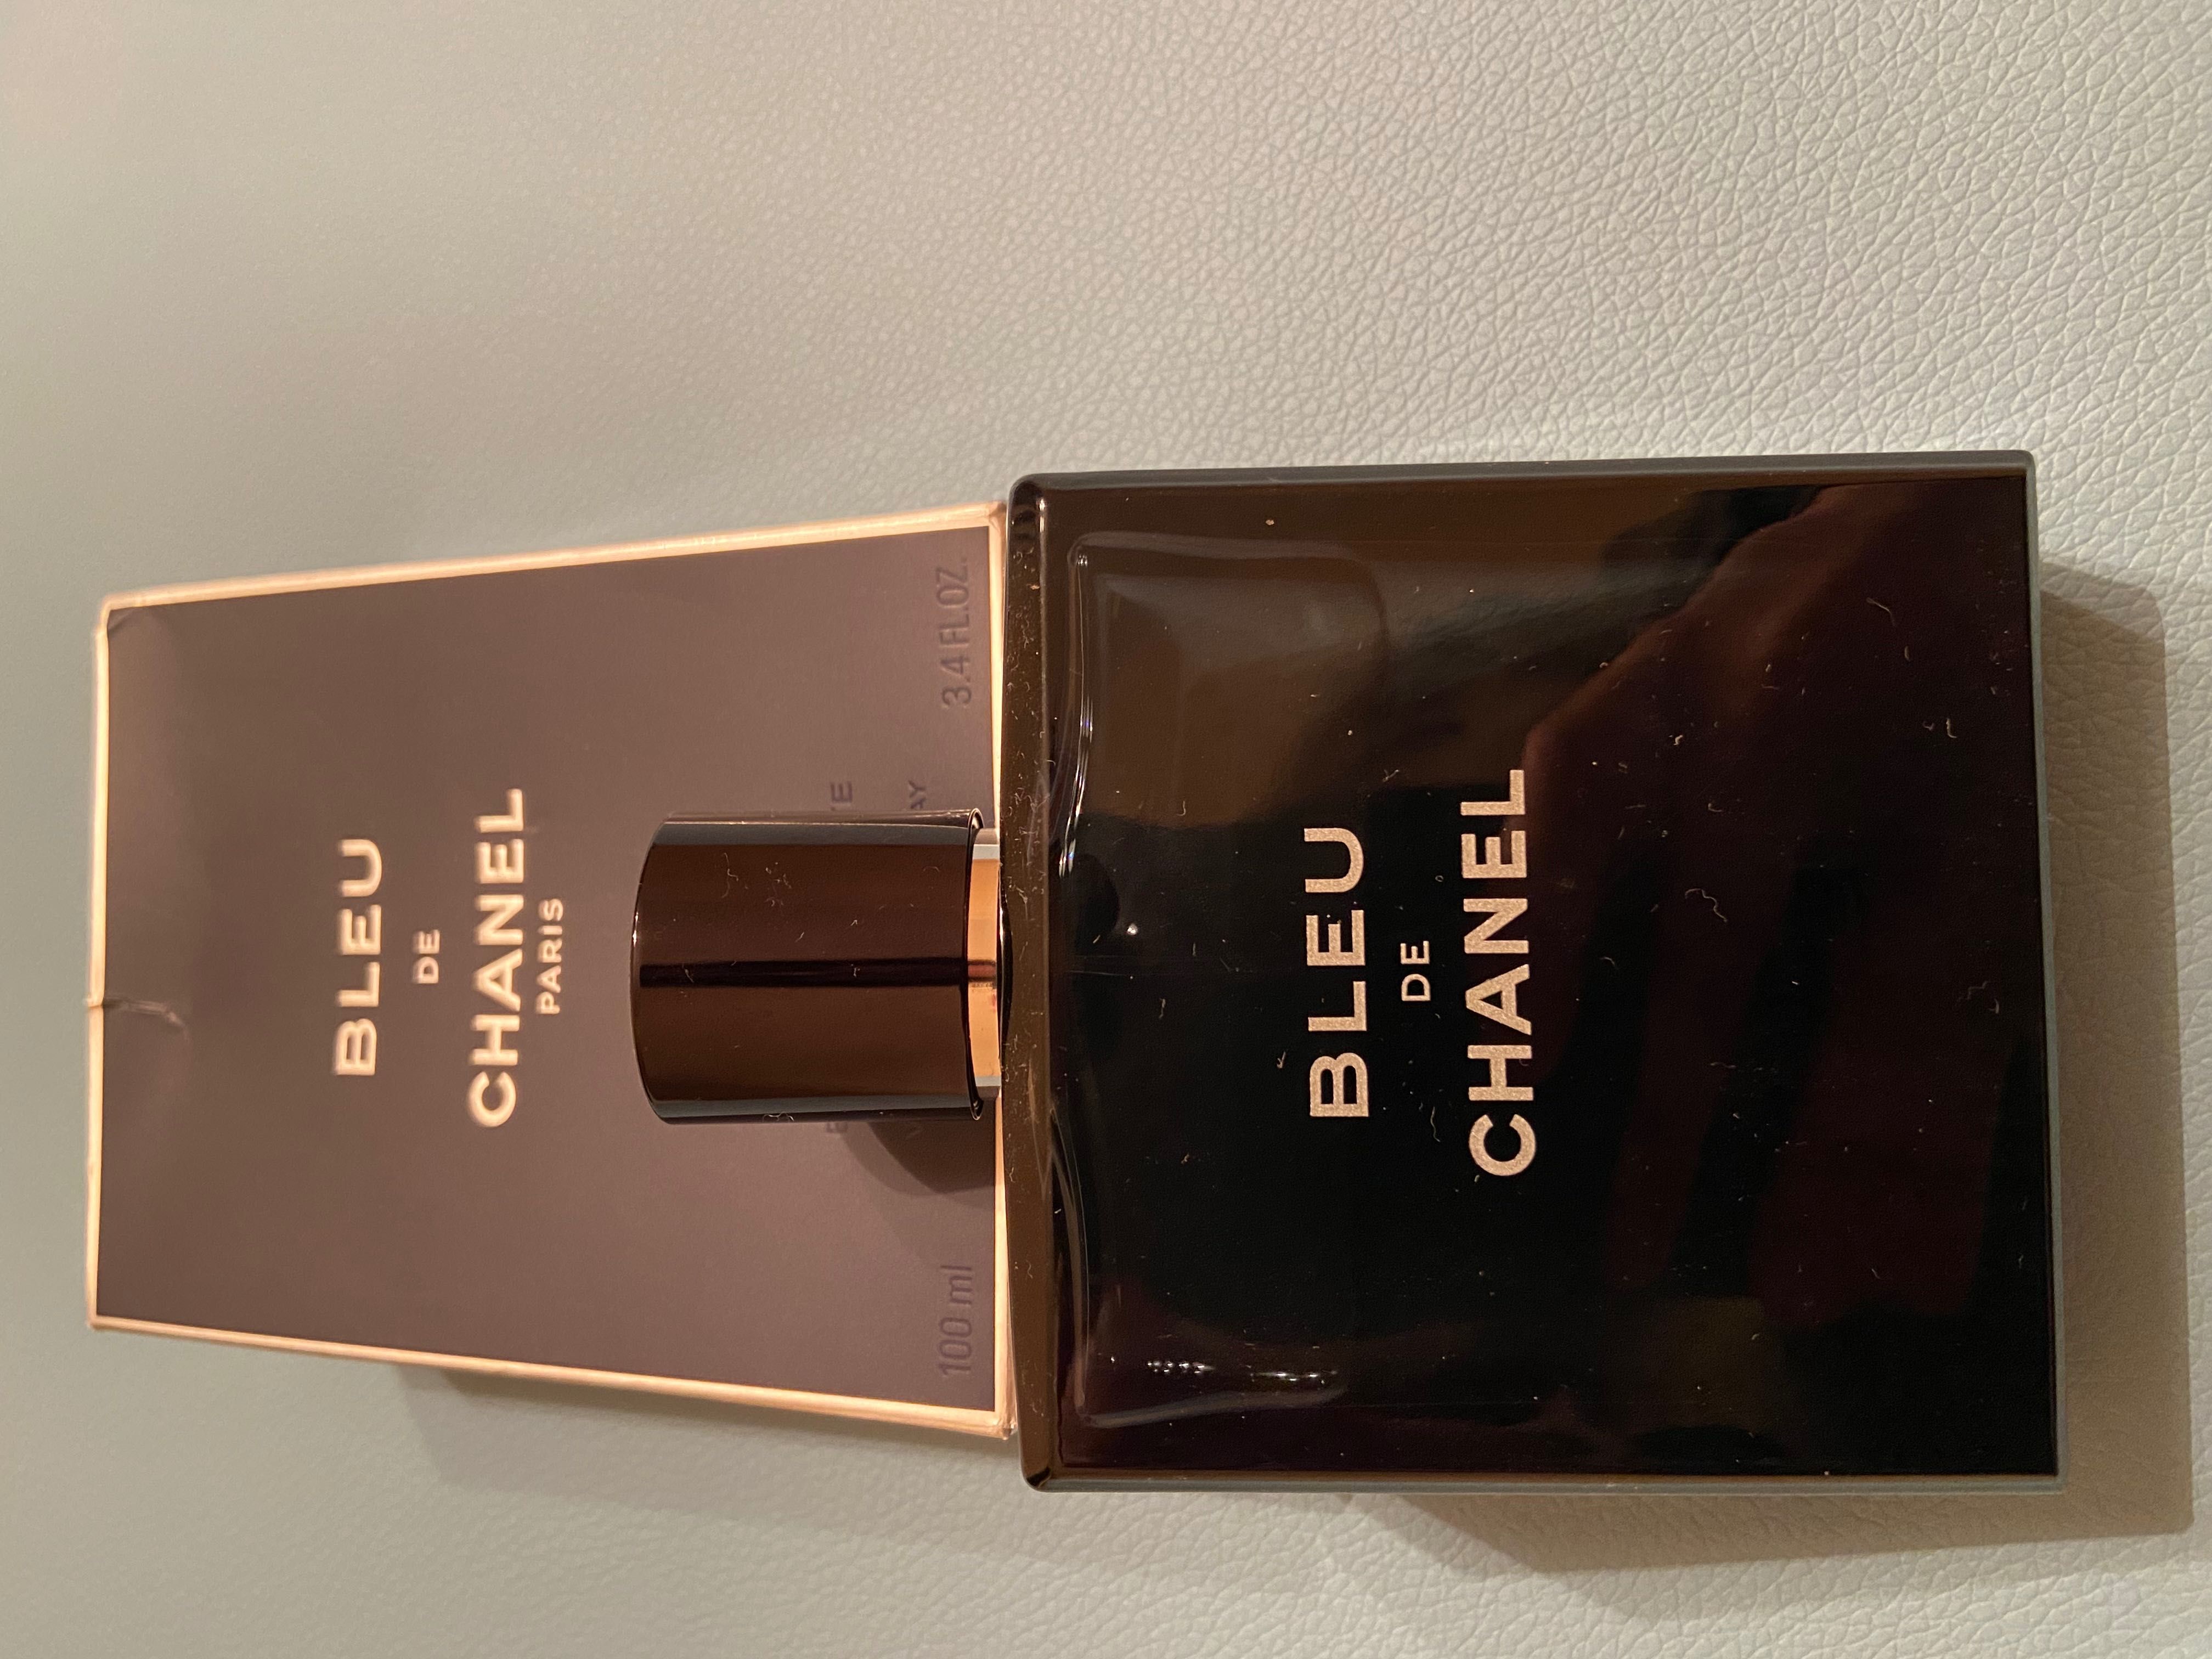 BLEU
DE
CHANEL
PARIS
100 ml 3.4 FL.OZ.
BLEU
DE
CHANEL